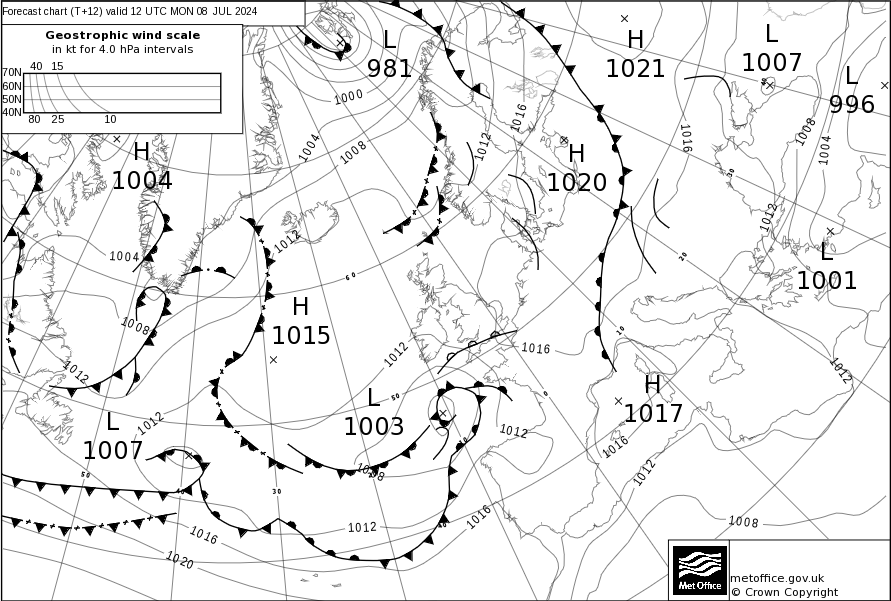 Forecast chart (T+12) valid 12 UTC MON 08 JUL 2024
Geostrophic wind scale
in kt for 4.0 hPa intervals
40 15
70N
60N
50N
40N
80 25 10
L
981
H
1021
L
1007
L
996
H
1004
H
1020
L
1001
H
1015
L
1003
H
1017
L
1007
1000
1004
1008
1012
1016
1016
1008
1004
1012
1004
1012
60
1008
1012
1012
1016
1012
1012
50
0
10
20
30
40
1012
1016
1012
1008
1008
1012
1016
1016
1020
50
40
30
20
10
Met Office
metoffice.gov.uk
© Crown Copyright